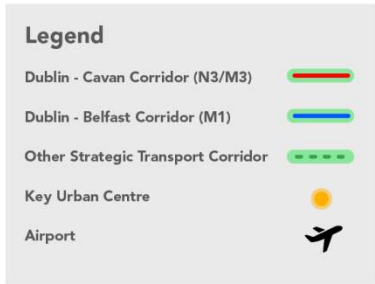 Legend
Dublin - Cavan Corridor (N3/M3)
Dublin - Belfast Corridor (M1)
Other Strategic Transport Corridor
Key Urban Centre
Airport